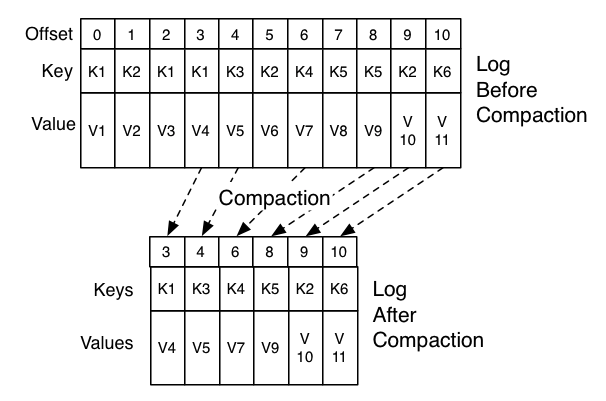 Offset 0 1 2 3 4 5 6 7 8 9 10
Key K1 K2 K1 K1 K3 K2 K4 K5 K5 K2 K6
Value V1 V2 V3 V4 V5 V6 V7 V8 V9 V 10 V 11
Log
Before
Compaction
Compaction
3 4 6 8 9 10
Keys K1 K3 K4 K5 K2 K6
Values V4 V5 V7 V9 V 10 V 11
Log
After
Compaction